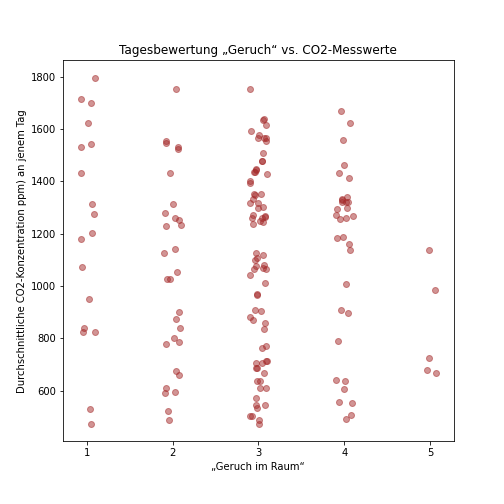 Tagesbewertung „Geruch“ vs. CO2-Messwerte
Durchschnittliche CO2-Konzentration ppm) an jenem Tag
1800
1600
1400
1200
1000
800
600
1 2 3 4 5
„Geruch im Raum“